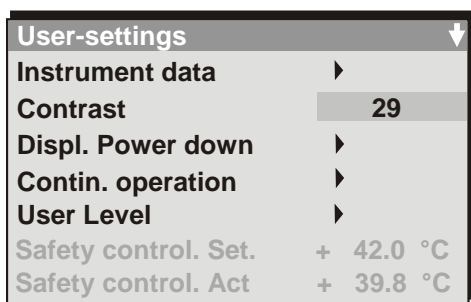 User-settings
Instrument data
Contrast 29
Displ. Power down
Contin. operation
User Level
Safety control. Set. + 42.0 °C
Safety control. Act + 39.8 °C